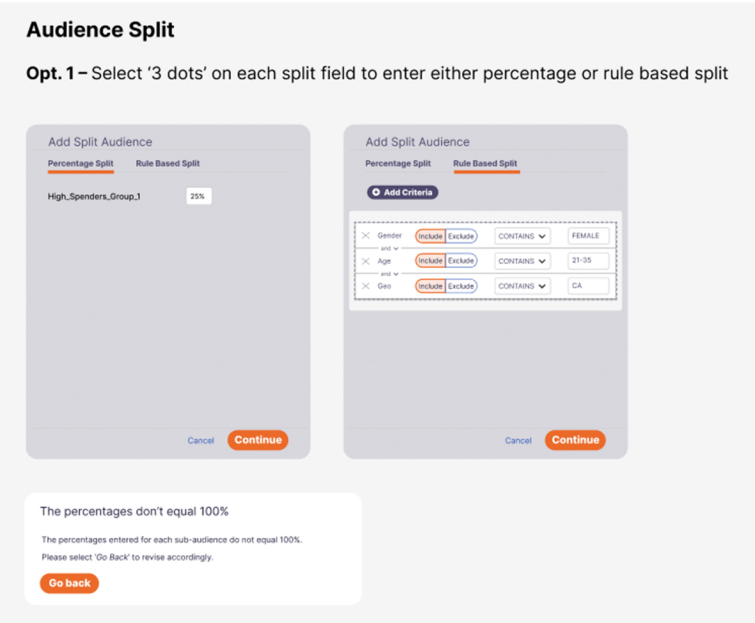 Audience Split
Opt. 1 – Select ‘3 dots’ on each split field to enter either percentage or rule based split
Add Split Audience
Percentage Split Rule Based Split
High_Spenders_Group_1 25%
Cancel Continue
Add Split Audience
Percentage Split Rule Based Split
Add Criteria
Gender Include Exclude CONTAINS FEMALE
and
Age Include Exclude CONTAINS 21-35
and
Geo Include Exclude CONTAINS CA
Cancel Continue
The percentages don’t equal 100%
The percentages entered for each sub-audience do not equal 100%.
Please select ‘Go Back’ to revise accordingly.
Go back